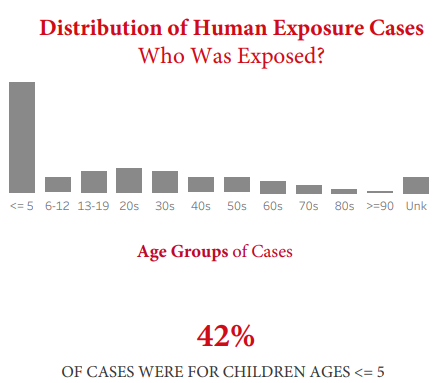 Distribution of Human Exposure Cases
Who Was Exposed?
<= 5 6-12 13-19 20s 30s 40s 50s 60s 70s 80s >=90 Unk
Age Groups of Cases
42%
OF CASES WERE FOR CHILDREN AGES <= 5